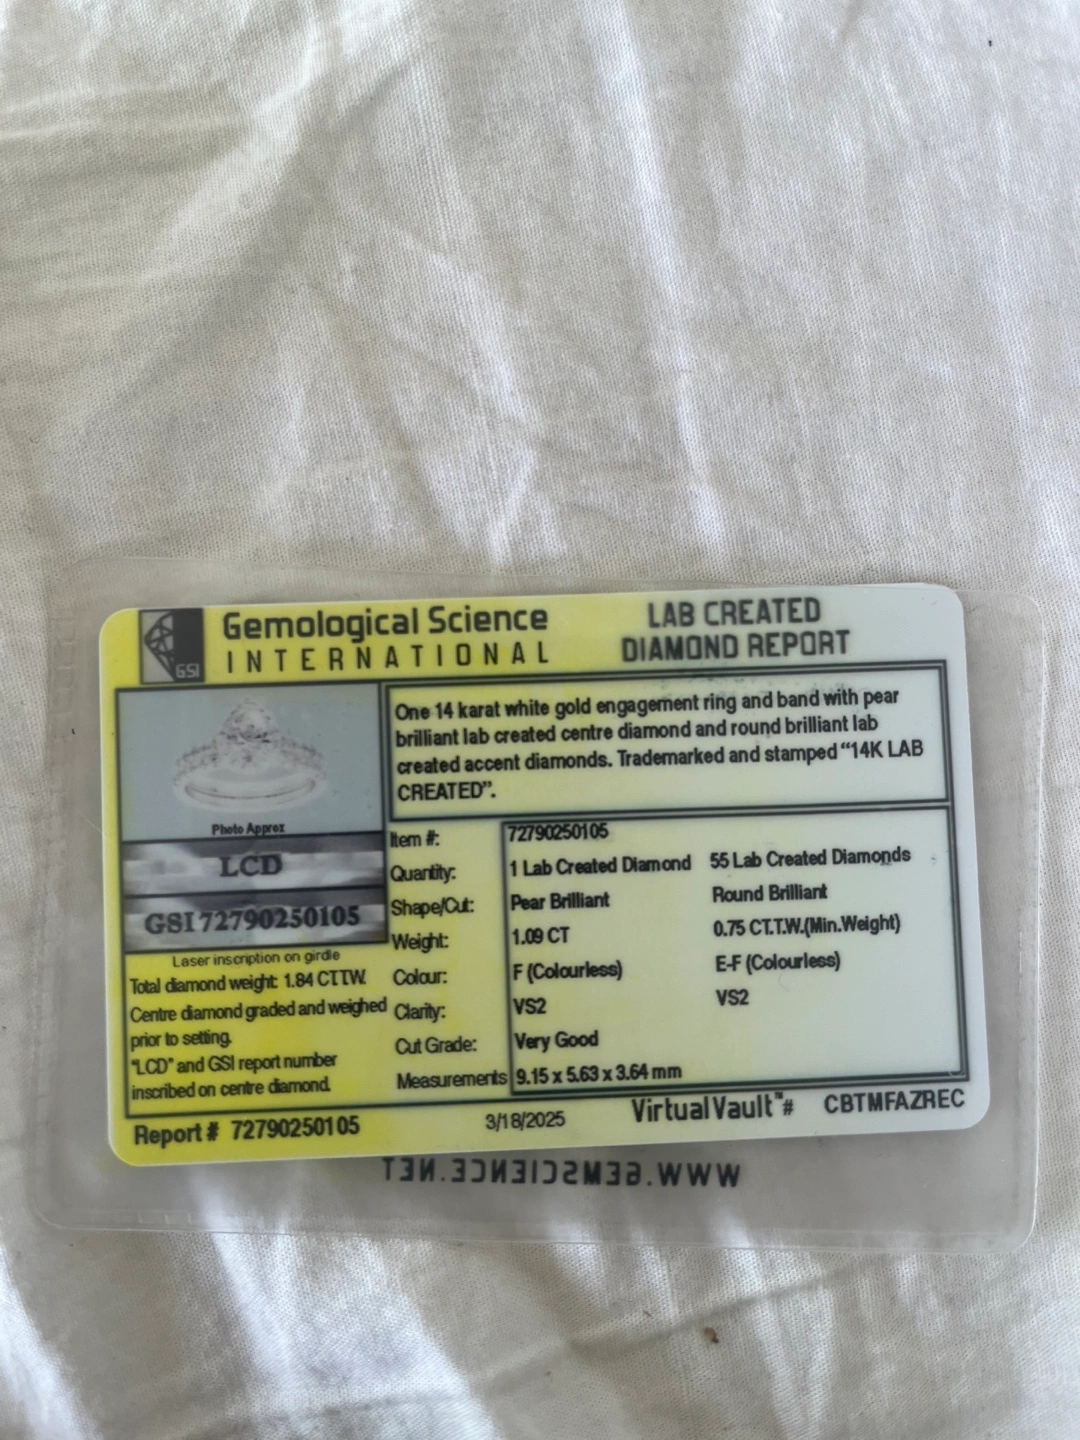 GSI
Gemological Science
INTERNATIONAL
LAB CREATED
DIAMOND REPORT
One 14 karat white gold engagement ring and band with pear
brilliant lab created centre diamond and round brilliant lab
created accent diamonds. Trademarked and stamped “14K LAB
CREATED”.
Photo Approx
LCD
GSI 72790250105
Laser inscription on girdle
Total diamond weight: 1.84 CTTW.
Centre diamond graded and weighed
prior to setting.
"LCD" and GSI report number
inscribed on centre diamond.
Item #: 72790250105
Quantity: 1 Lab Created Diamond 55 Lab Created Diamonds
Shape/Cut: Pear Brilliant Round Brilliant
Weight: 1.09 CT 0.75 CT.T.W.(Min.Weight)
Colour: F (Colourless) E-F (Colourless)
Clarity: VS2 VS2
Cut Grade: Very Good
Measurements 9.15 x 5.63 x 3.64 mm
Report # 72790250105
3/18/2025
VirtualVault™# CBTMFAZREC
WWW.GEMSCIENCE.NET